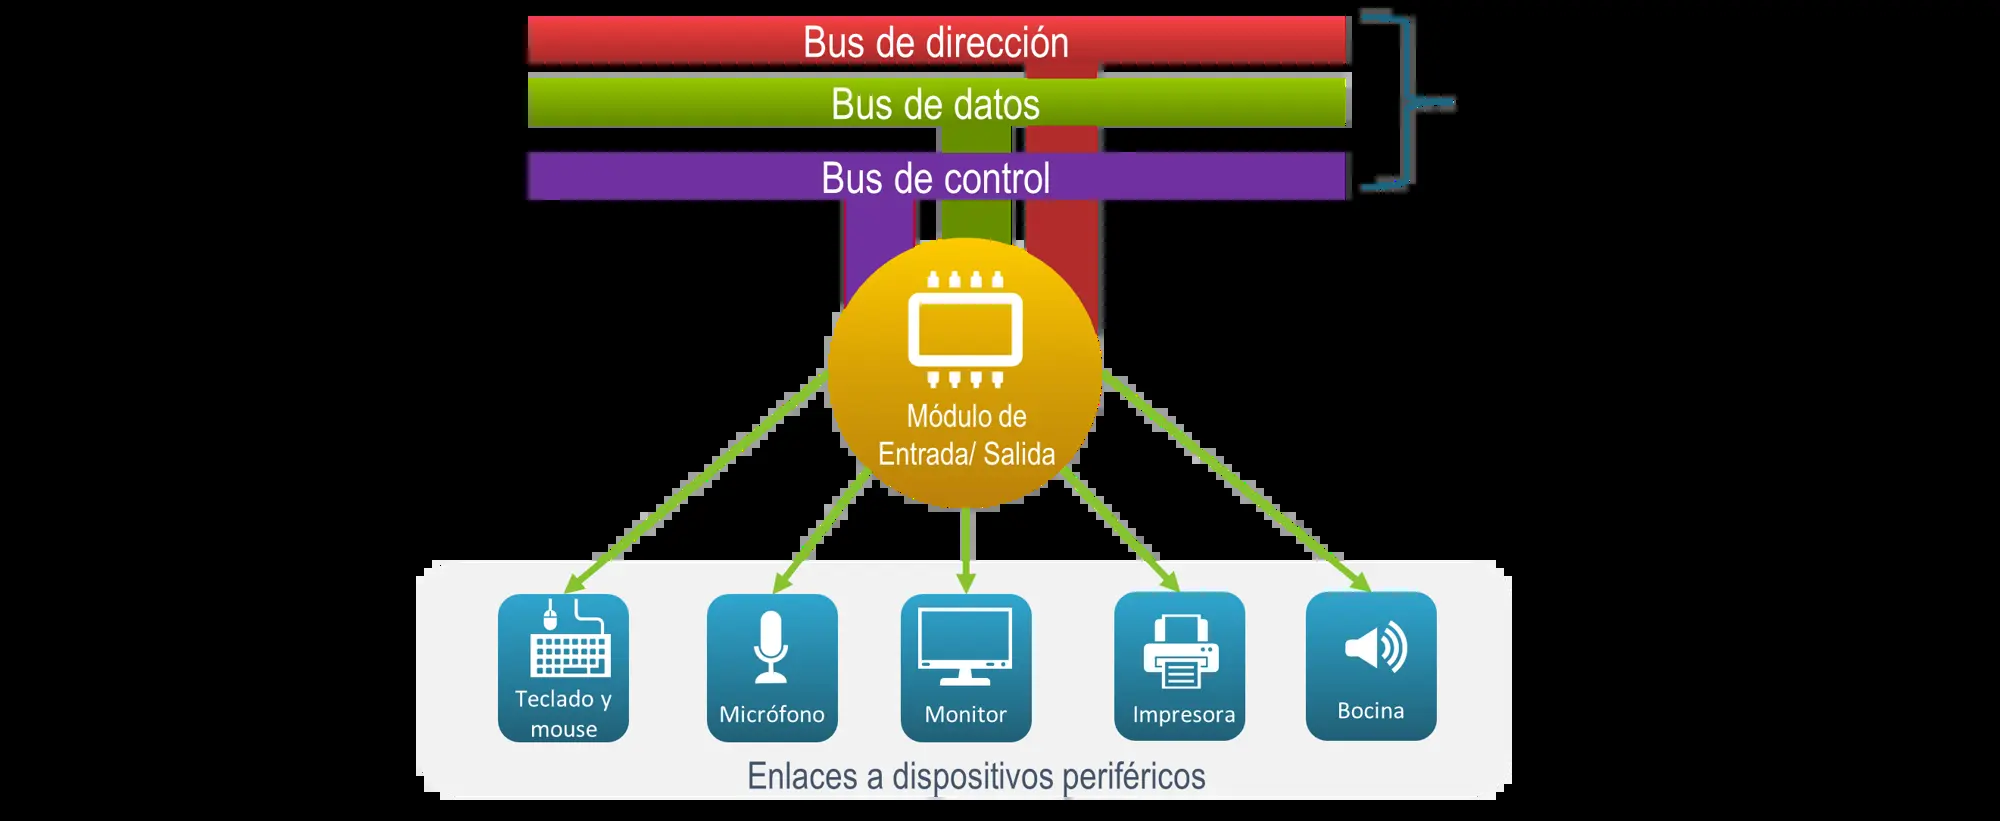 Bus de dirección
Bus de datos
Bus de control
Módulo de
Entrada/ Salida
Teclado y
mouse
Micrófono
Monitor
Impresora
Bocina
Enlaces a dispositivos periféricos